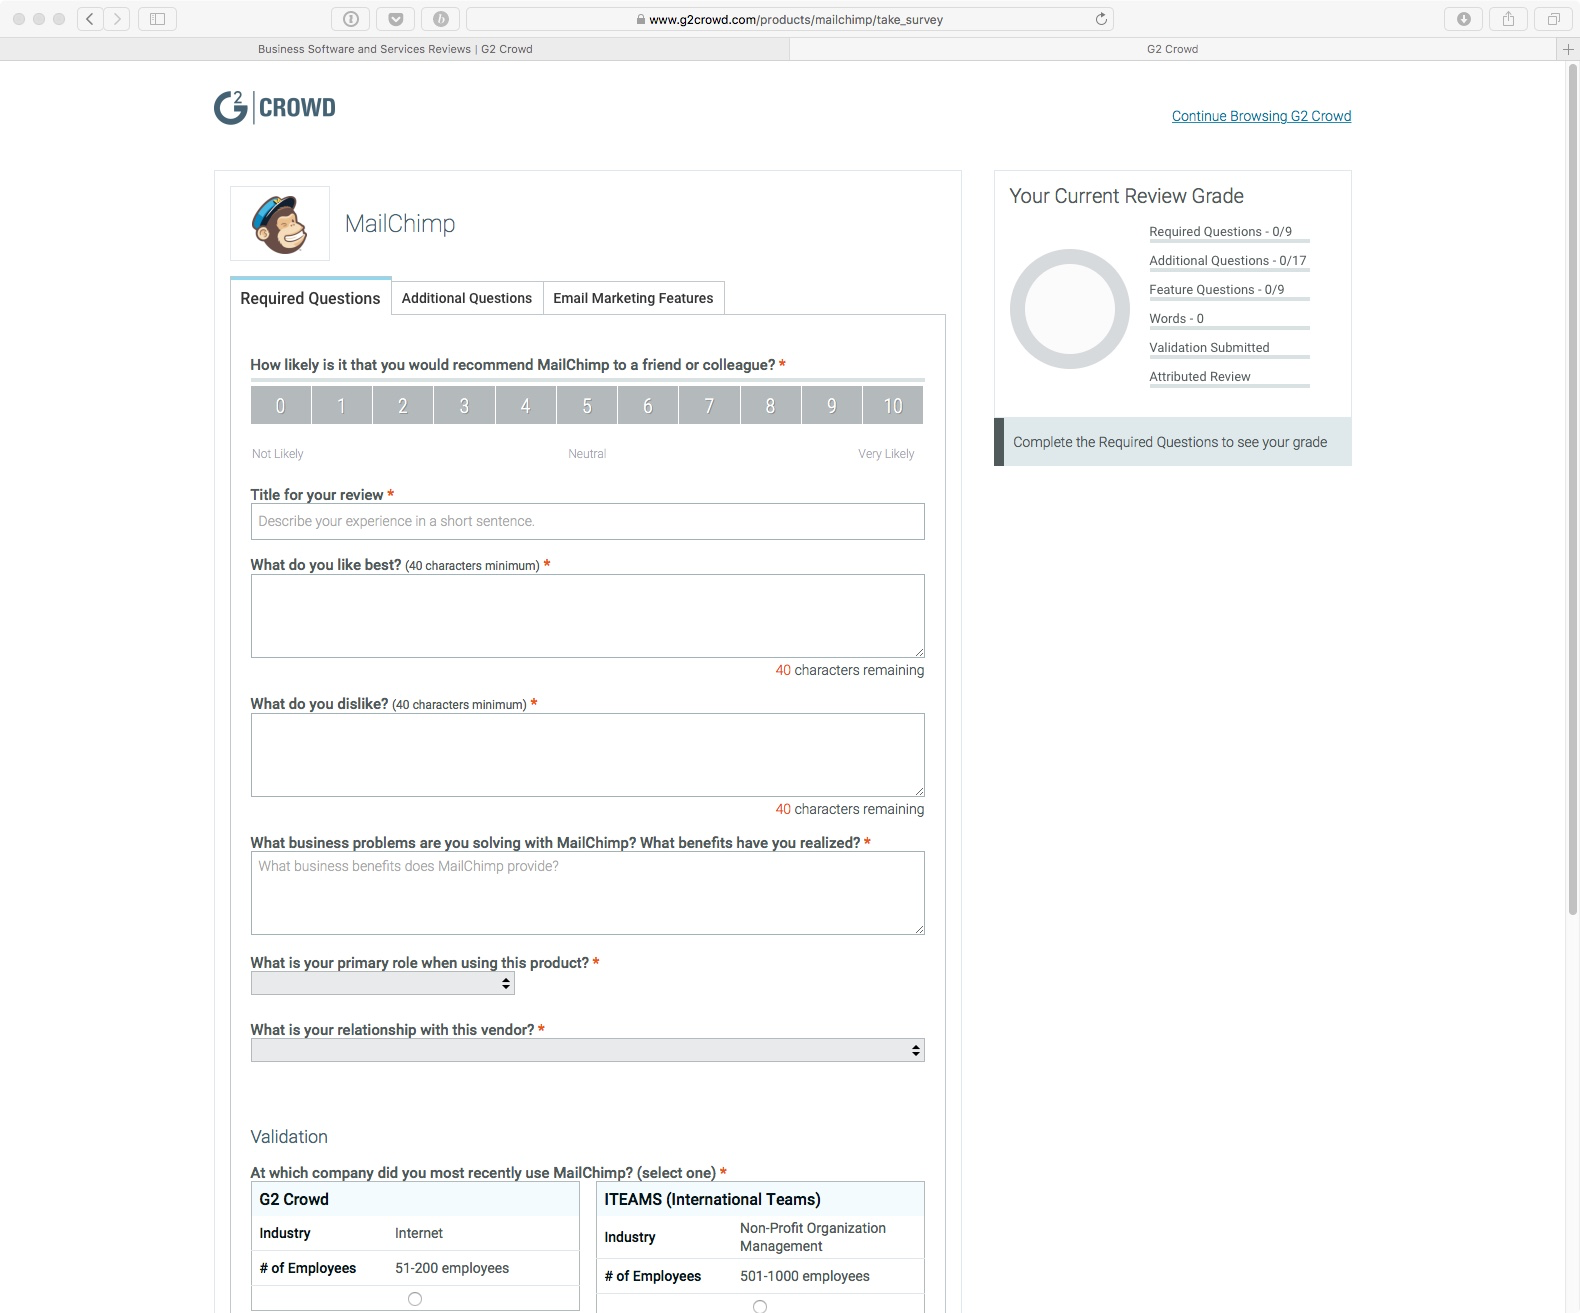 www.g2crowd.com/products/mailchimp/take_survey
Business Software and Services Reviews | G2 Crowd
G2 Crowd
G2 | CROWD
Continue Browsing G2 Crowd
MailChimp
Required Questions
Additional Questions
Email Marketing Features
How likely is it that you would recommend MailChimp to a friend or colleague? *
0 1 2 3 4 5 6 7 8 9 10
Not Likely Neutral Very Likely
Title for your review *
Describe your experience in a short sentence.
What do you like best? (40 characters minimum) *
40 characters remaining
What do you dislike? (40 characters minimum) *
40 characters remaining
What business problems are you solving with MailChimp? What benefits have you realized? *
What business benefits does MailChimp provide?
What is your primary role when using this product? *
What is your relationship with this vendor? *
Validation
At which company did you most recently use MailChimp? (select one) *
G2 Crowd
Industry Internet
# of Employees 51-200 employees
ITEAMS (International Teams)
Industry Non-Profit Organization
Management
# of Employees 501-1000 employees
Your Current Review Grade
Required Questions - 0/9
Additional Questions - 0/17
Feature Questions - 0/9
Words - 0
Validation Submitted
Attributed Review
Complete the Required Questions to see your grade